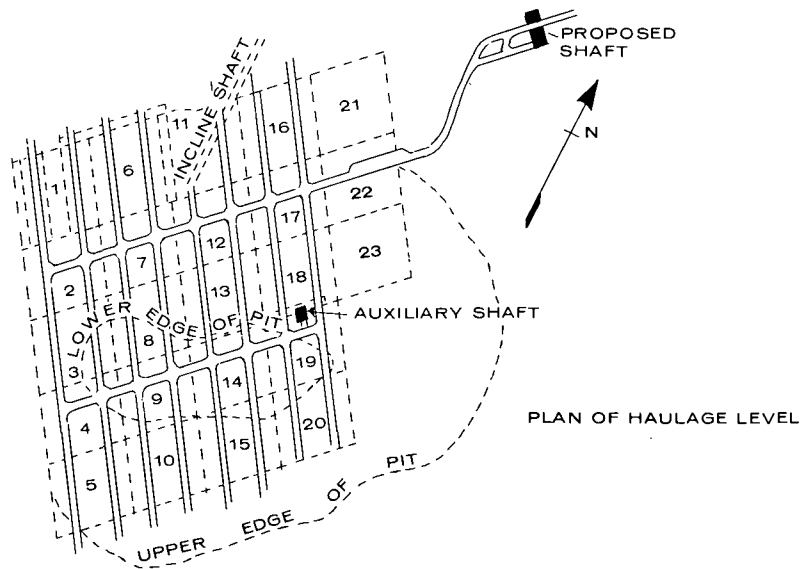 PROPOSED
SHAFT
INCLINE SHAFT
N
21
16
11
6
1
22
17
12
7
2
23
18
13
8
3
LOWER EDGE OF PIT
AUXILIARY SHAFT
19
14
9
4
20
15
10
5
PLAN OF HAULAGE LEVEL
UPPER EDGE OF PIT